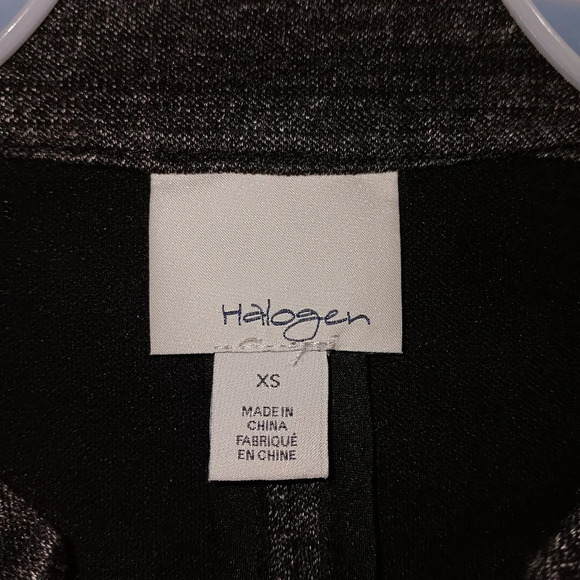 Halogen
XS
MADE IN
CHINA
FABRIQUÉ
EN CHINE